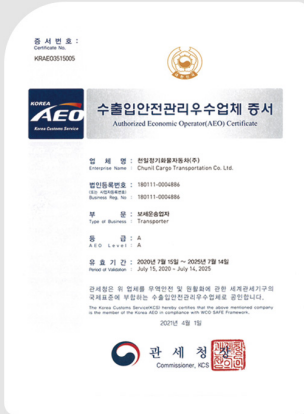 증 서 번 호 :
Certificate No.
KRAEO3515005
KOREA
AEO
Korea Customs Service
수출입안전관리우수업체 증서
Authorized Economic Operator(AEO) Certificate
업 체 명 : 천일정기화물자동차(주)
Enterprise Name : Chunil Cargo Transportation Co. Ltd.
법인등록번호 : 180111-0004886
(또는 사업자등록번호)
Business Reg. No : 180111-0004886
부 문 : 보세운송업자
Type of Business : Transporter
등 급 : A
AEO Level : A
유 효 기 간 : 2020년 7월 15일 ~ 2025년 7월 14일
Period of Validation : July 15, 2020 - July 14, 2025
관세청은 위 업체를 무역안전 및 원활화에 관한 세계관세기구의
국제표준에 부합하는 수출입안전관리우수업체로 공인합니다.
The Korea Customs Service(KCS) hereby certifies that the above mentioned company
is the member of the Korea AEO in compliance with WCO SAFE Framework.
2021년 4월 1일
관 세 청 장
Commissioner, KCS